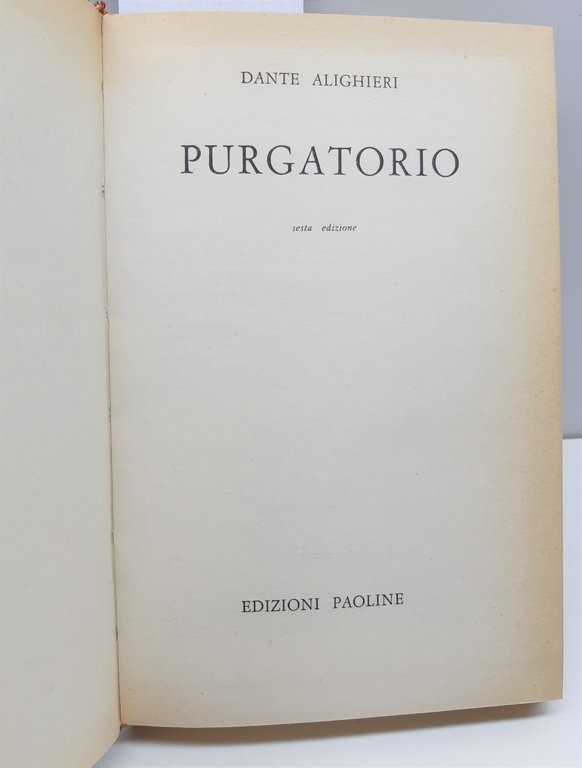 DANTE ALIGHIERI
PURGATORIO
sesta edizione
EDIZIONI PAOLINE